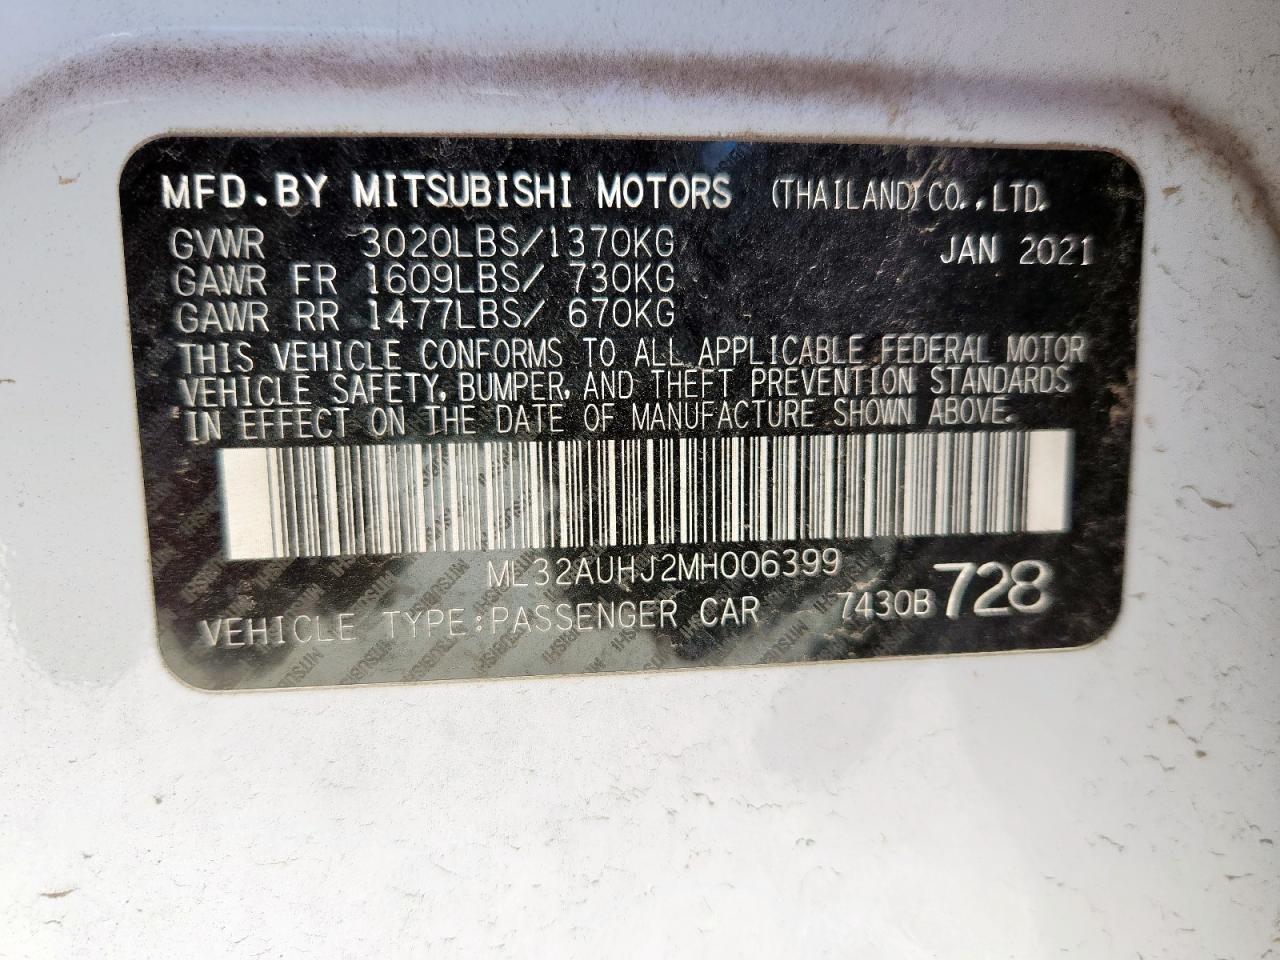 MFD.BY MITSUBISHI MOTORS (THAILAND) CO.,LTD.
GVWR 3020LBS/1370KG JAN 2021
GAWR FR 1609LBS/ 730KG
GAWR RR 1477LBS/ 670KG
THIS VEHICLE CONFORMS TO ALL APPLICABLE FEDERAL MOTOR
VEHICLE SAFETY, BUMPER, AND THEFT PREVENTION STANDARDS
IN EFFECT ON THE DATE OF MANUFACTURE SHOWN ABOVE.
ML32AUHJ2MH006399
VEHICLE TYPE:PASSENGER CAR 7430B 728